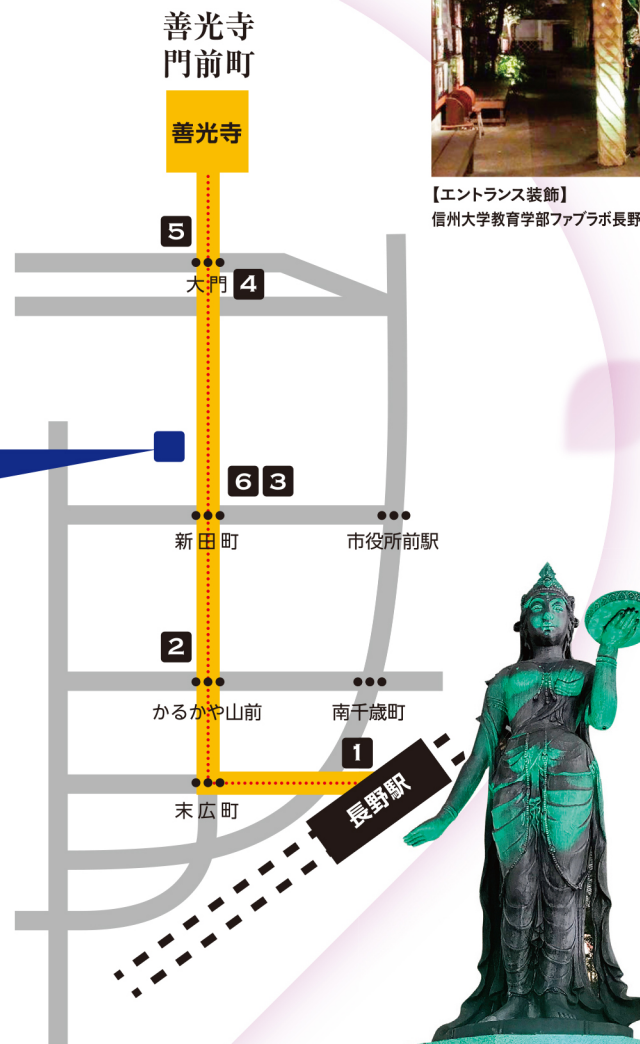 善光寺
門前町
善光寺
【エントランス装飾】
信州大学教育学部ファブラボ長野
5
大門
4
6 3
新田町
市役所前駅
2
かるかや山前
南千歳町
1
長野駅
末広町